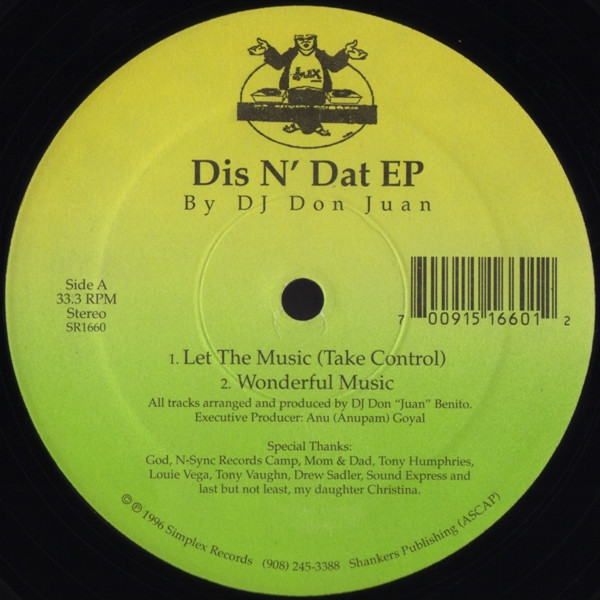 Dis N' Dat EP
By DJ Don Juan
Side A
33.3 RPM
Stereo
SR1660
7 00915 16601 2
1. Let The Music (Take Control)
2. Wonderful Music
All tracks arranged and produced by DJ Don "Juan" Benito.
Executive Producer: Anu (Anupam) Goyal
Special Thanks:
God, N-Sync Records Camp, Mom & Dad, Tony Humphries,
Louie Vega, Tony Vaughn, Drew Sadler, Sound Express and
last but not least, my daughter Christina.
© ℗ 1996 Simplex Records (908) 245-3388 Shankers Publishing (ASCAP)